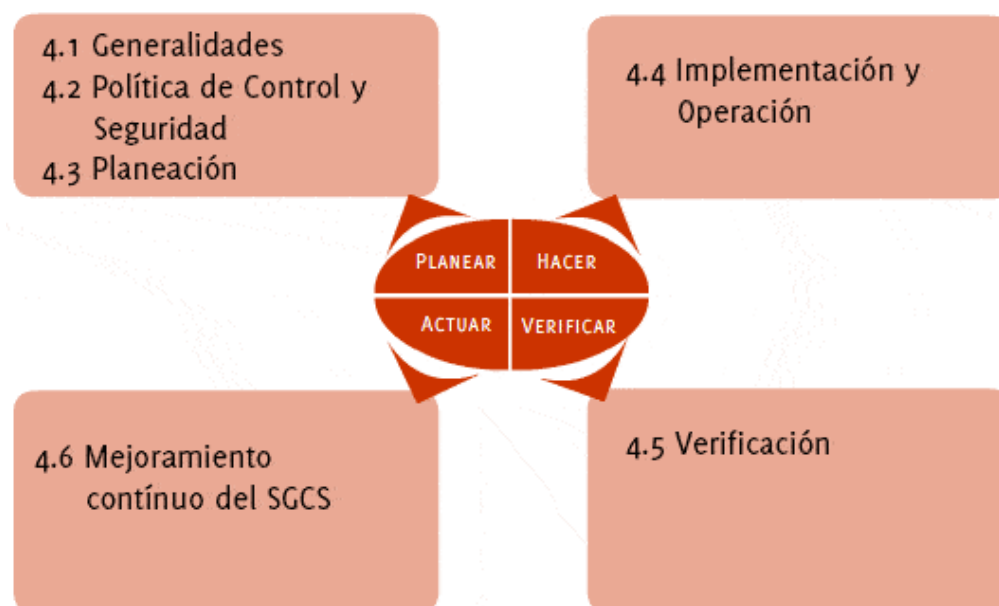 4.1 Generalidades
4.2 Política de Control y
Seguridad
4.3 Planeación
4.4 Implementación y
Operación
PLANEAR
HACER
ACTUAR
VERIFICAR
4.6 Mejoramiento
contínuo del SGCS
4.5 Verificación